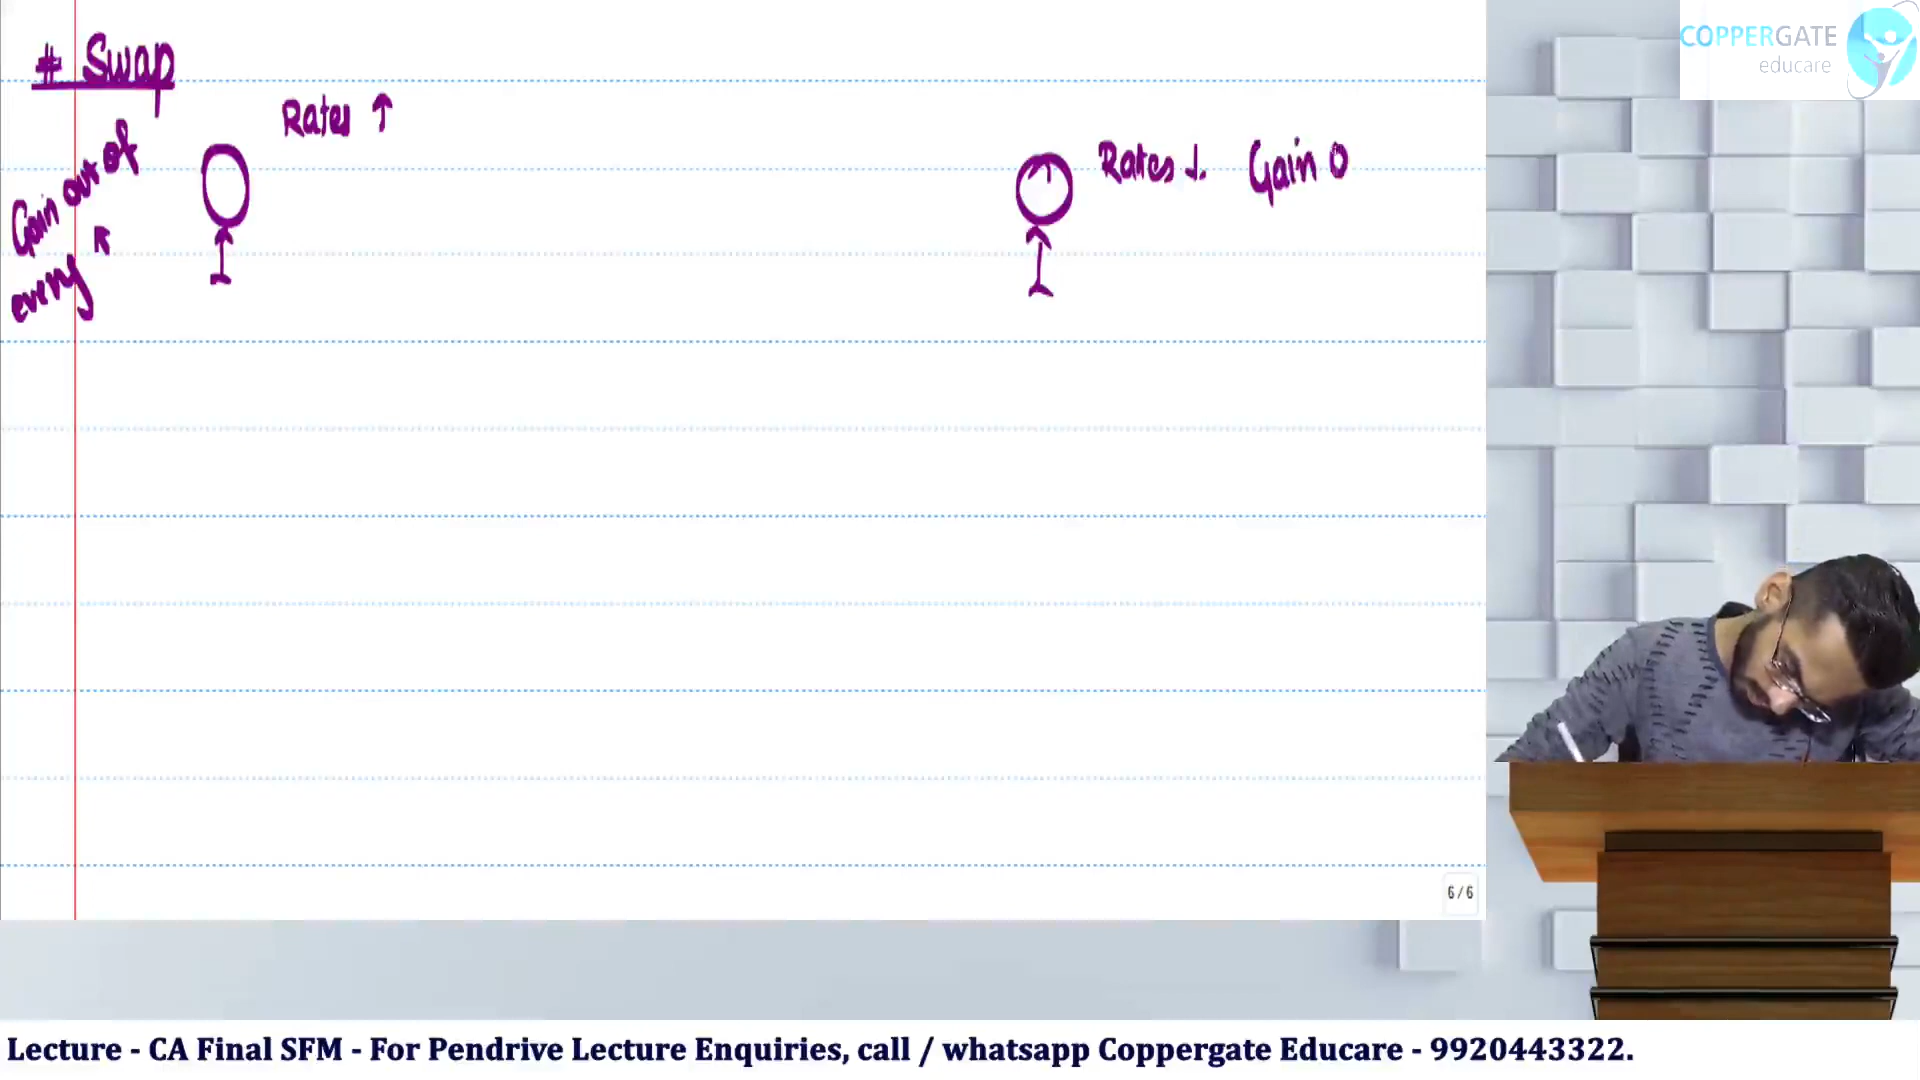 # Swap
Rates ↑
Gain out of
every ↑
Rates ↓. Gain O
COPPERGATE
educare
6/6
Lecture - CA Final SFM - For Pendrive Lecture Enquiries, call / whatsapp Coppergate Educare - 9920443322.